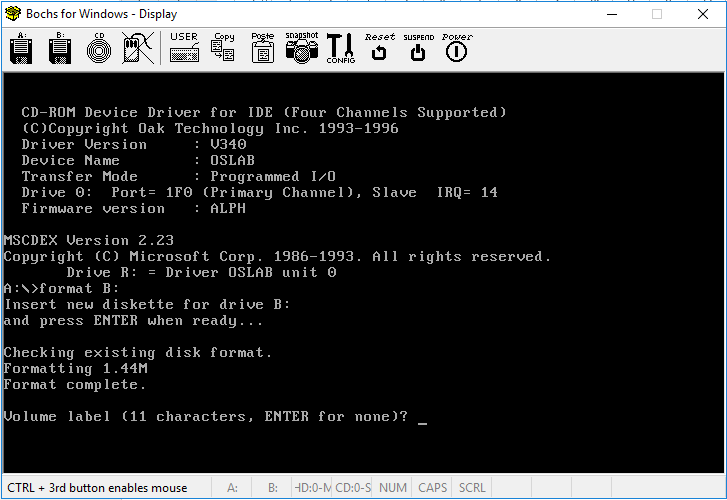 Bochs for Windows - Display
A: B: CD USER Copy Paste snapshot CONFIG Reset SUSPEND Power
CD-ROM Device Driver for IDE (Four Channels Supported)
(C)Copyright Oak Technology Inc. 1993-1996
Driver Version : V340
Device Name : OSLAB
Transfer Mode : Programmed I/O
Drive 0: Port= 1F0 (Primary Channel), Slave IRQ= 14
Firmware version : ALPH
MSCDEX Version 2.23
Copyright (C) Microsoft Corp. 1986-1993. All rights reserved.
Drive R: = Driver OSLAB unit 0
A:\>format B:
Insert new diskette for drive B:
and press ENTER when ready...
Checking existing disk format.
Formatting 1.44M
Format complete.
Volume label (11 characters, ENTER for none)? _
CTRL + 3rd button enables mouse A: B: HD:0-M CD:0-S NUM CAPS SCRL